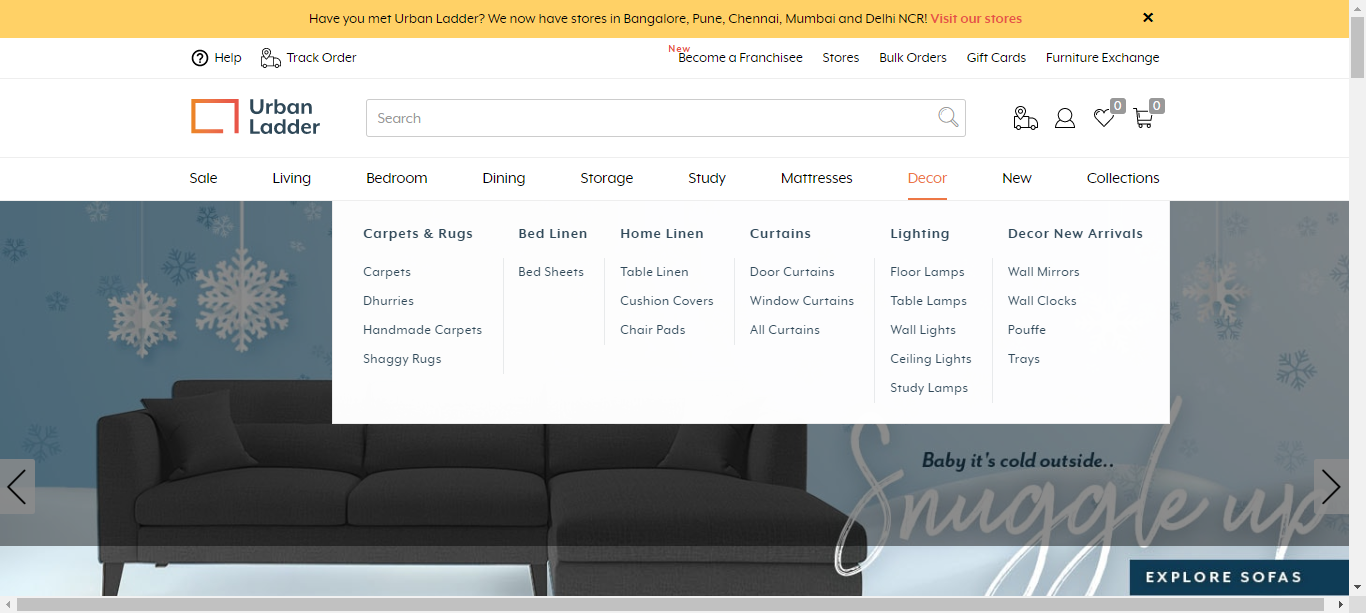 Have you met Urban Ladder? We now have stores in Bangalore, Pune, Chennai, Mumbai and Delhi NCR! Visit our stores
Help Track Order
New
Become a Franchisee Stores Bulk Orders Gift Cards Furniture Exchange
Urban
Ladder
Search
0 0
Sale Living Bedroom Dining Storage Study Mattresses Decor New Collections
Carpets & Rugs
Carpets
Dhurries
Handmade Carpets
Shaggy Rugs
Bed Linen
Bed Sheets
Home Linen
Table Linen
Cushion Covers
Chair Pads
Curtains
Door Curtains
Window Curtains
All Curtains
Lighting
Floor Lamps
Table Lamps
Wall Lights
Ceiling Lights
Study Lamps
Decor New Arrivals
Wall Mirrors
Wall Clocks
Pouffe
Trays
Baby it's cold outside..
Snuggle up
EXPLORE SOFAS